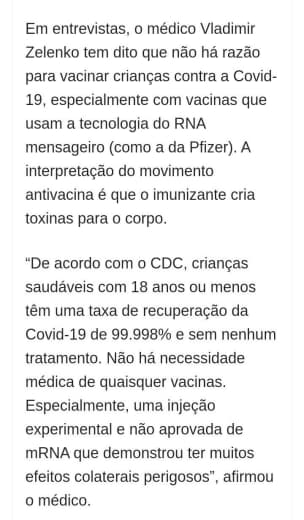 Em entrevistas, o médico Vladimir
Zelenko tem dito que não há razão
para vacinar crianças contra a Covid-
19, especialmente com vacinas que
usam a tecnologia do RNA
mensageiro (como a da Pfizer). A
interpretação do movimento
antivacina é que o imunizante cria
toxinas para o corpo.

“De acordo com o CDC, crianças
saudáveis com 18 anos ou menos
têm uma taxa de recuperação da
Covid-19 de 99.998% e sem nenhum
tratamento. Não há necessidade
médica de quaisquer vacinas.
Especialmente, uma injeção
experimental e não aprovada de
mRNA que demonstrou ter muitos
efeitos colaterais perigosos”, afirmou
o médico.